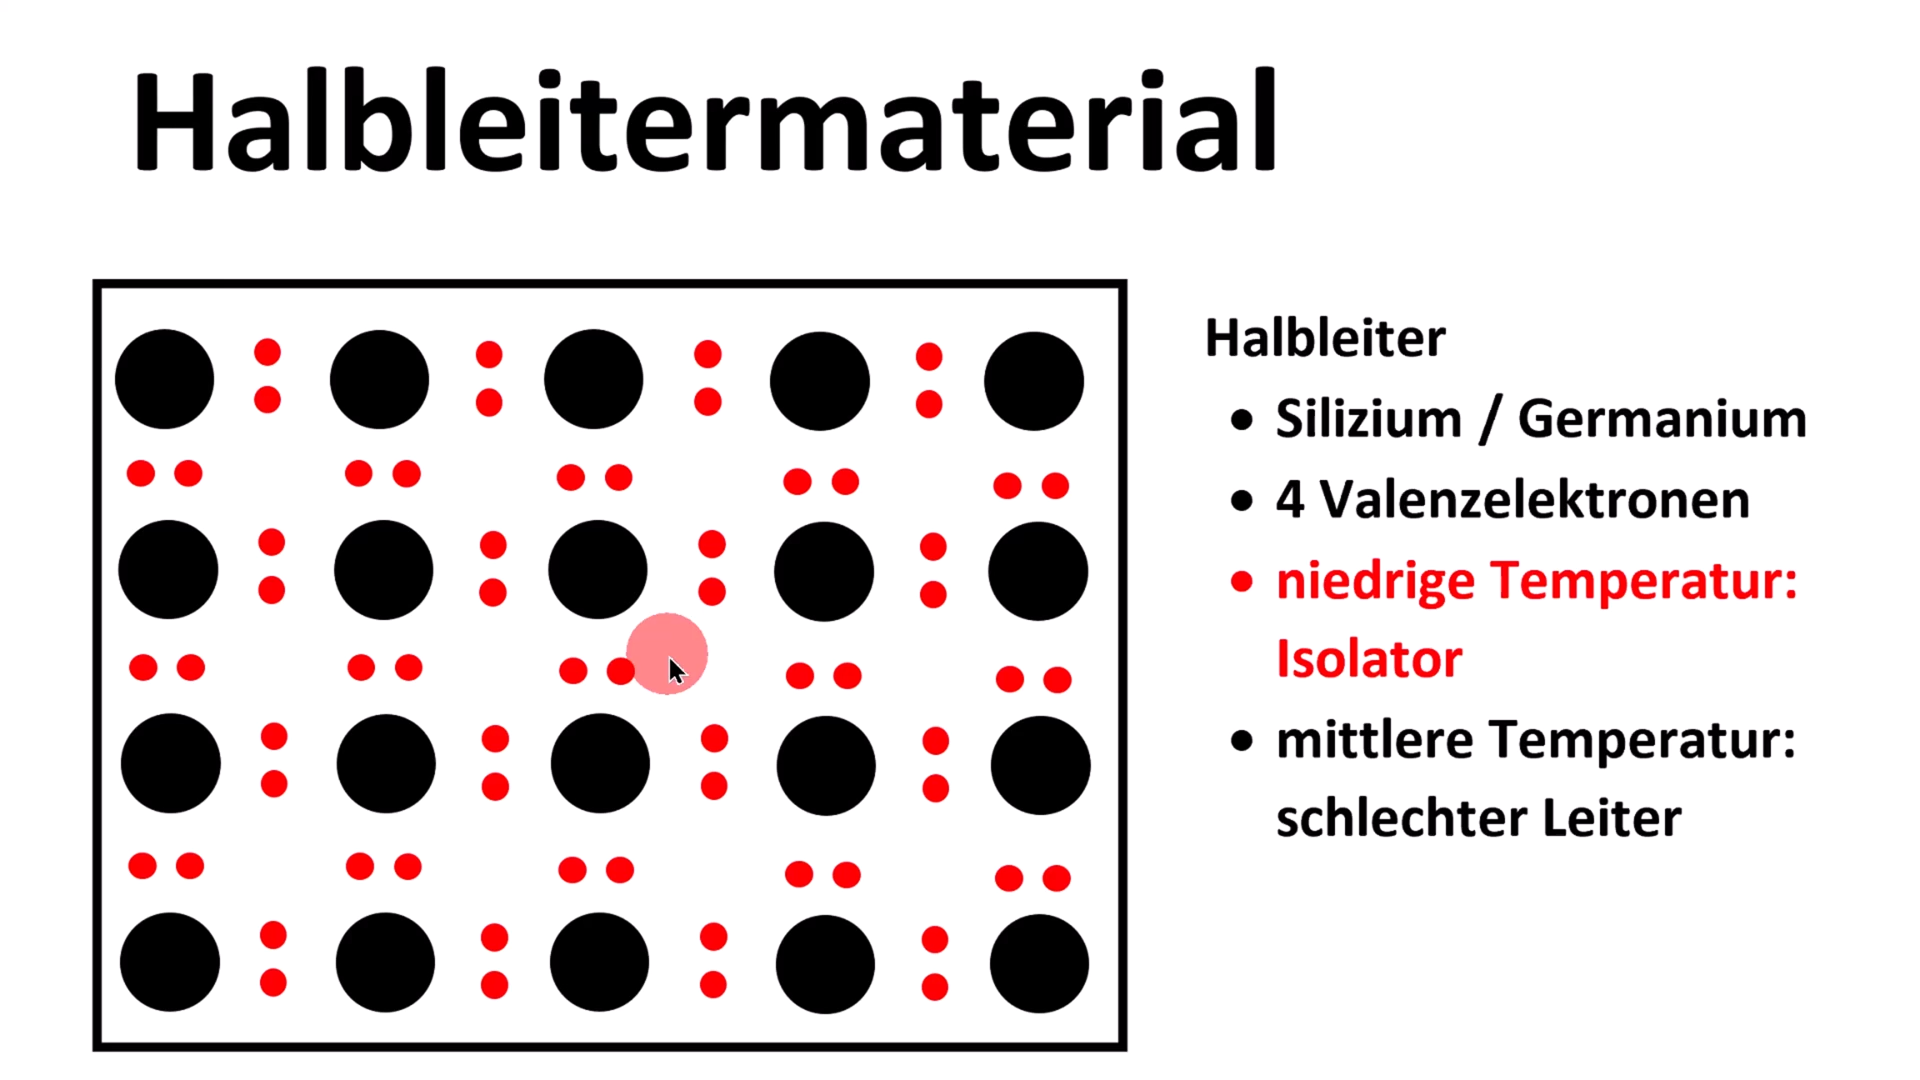 Halbleitermaterial
Halbleiter
• Silizium / Germanium
• 4 Valenzelektronen
• niedrige Temperatur:
Isolator
• mittlere Temperatur:
schlechter Leiter